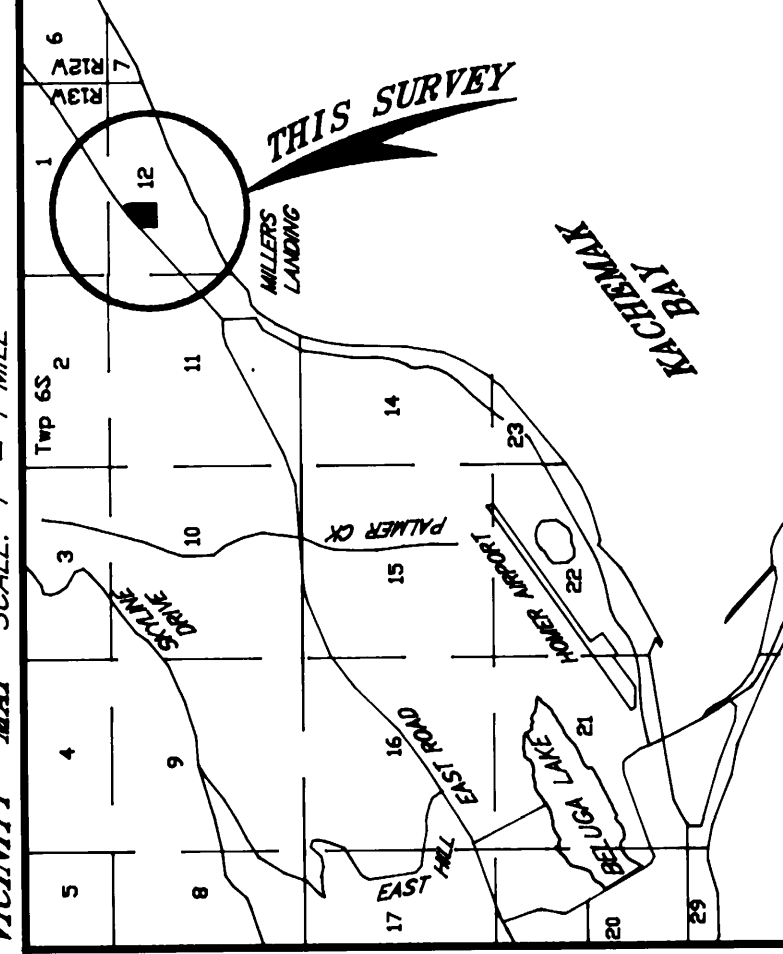 VICINITY MAP SCALE: 1" = 1 MILE
6
R12W
R13W
7
1
12
THIS SURVEY
MILLERS
LANDING
Twp 6S
2
11
3
10
14
23
KACHEMAK
BAY
PALMER CK
15
SKYLINE
DRIVE
HOMER AIRPORT
22
4
9
16
EAST ROAD
21
BELUGA LAKE
5
8
EAST HILL
17
20
29